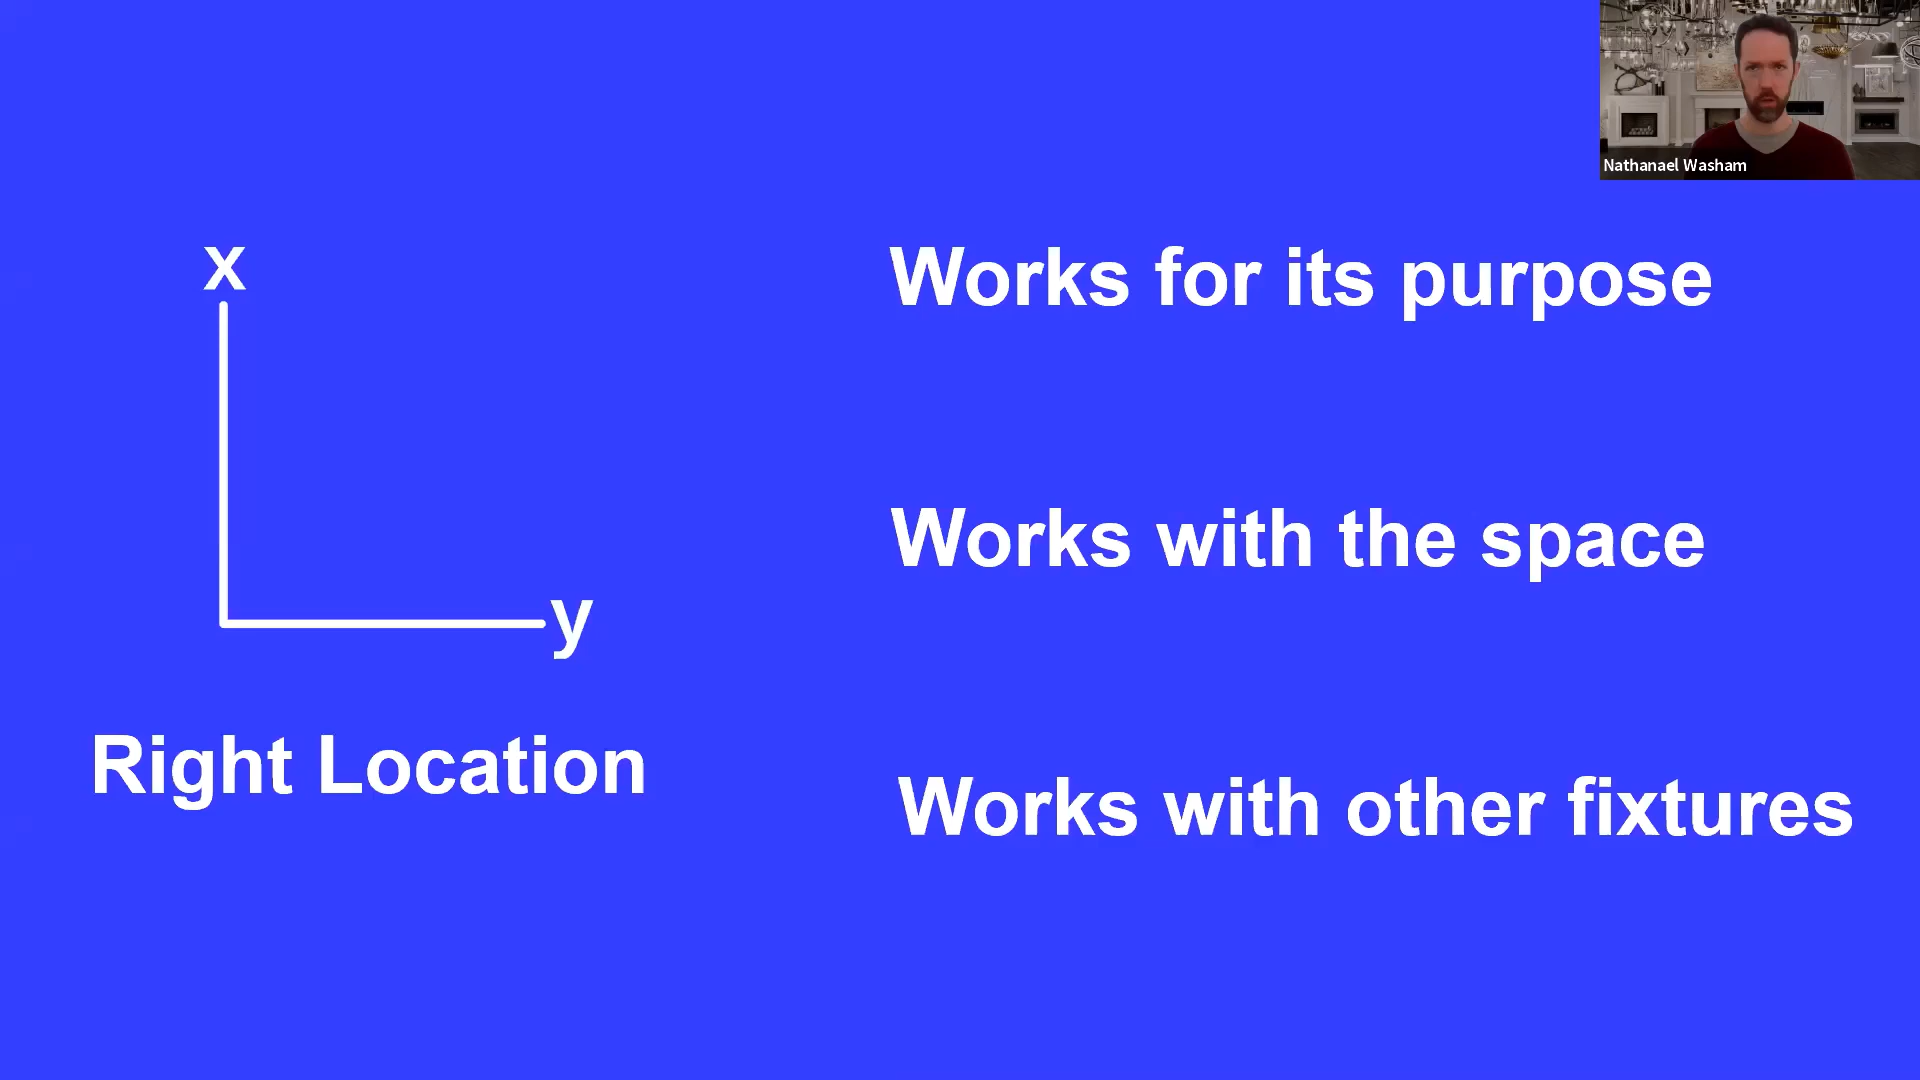 Nathanael Washam
x
y
Right Location
Works for its purpose
Works with the space
Works with other fixtures